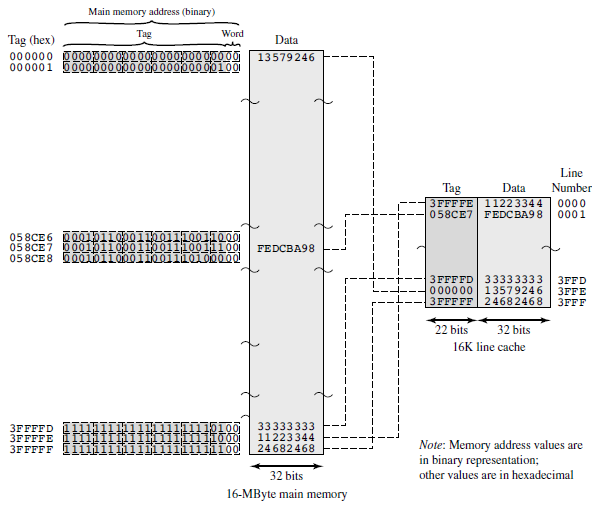 Main memory address (binary)
Tag (hex)
Tag
Word
Data
000000 000000000000000000000000 13579246
000001 000000000000000000000100
058CE6 000101100011001110011000
058CE7 000101100011001110011100 FEDCBA98
058CE8 000101100011001110100000
3FFFFD 111111111111111111110100 33333333
3FFFFE 111111111111111111111000 11223344
3FFFFF 111111111111111111111100 24682468
32 bits
16-MByte main memory
Line
Tag Data Number
3FFFFE 11223344 0000
058CE7 FEDCBA98 0001
3FFFFD 33333333 3FFD
000000 13579246 3FFE
3FFFFF 24682468 3FFF
22 bits 32 bits
16K line cache
Note: Memory address values are
in binary representation;
other values are in hexadecimal